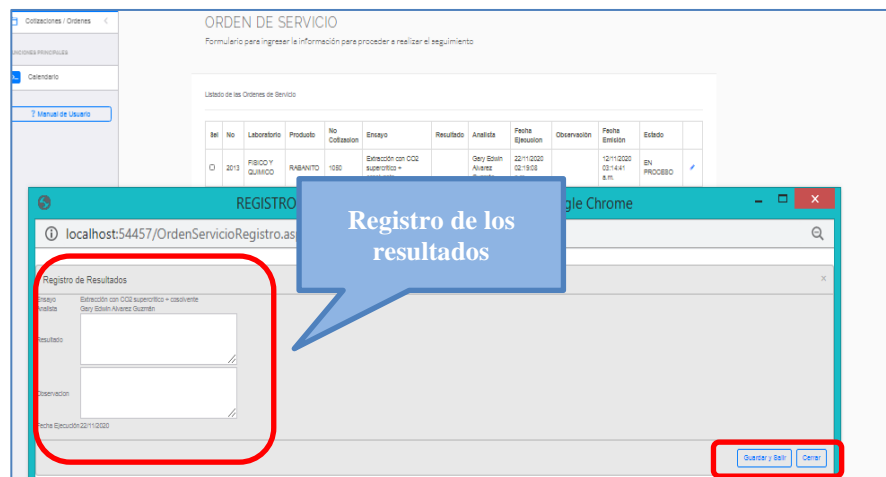 Cotizaciones / Ordenes
ORDEN DE SERVICIO
Formulario para ingresar la información para proceder a realizar el seguimiento
FUNCIONES PRINCIPALES
Calendario
? Manual de Usuario
Listado de las Ordenes de Servicio
Sel No Laboratorio Producto No Cotizacion Ensayo Resultado Analista Fecha Ejecusion Observación Fecha Emisión Estado
2013 FISICO Y QUIMICO RABANITO 1050 Extracción con CO2 supercrítico + Gary Edwin Alvarez 22/11/2020 02:19:08 12/11/2020 03:14:41 a.m. EN PROCESO
REGISTRO
gle Chrome
localhost:54457/OrdenServicioRegistro.as
Registro de los
resultados
Registro de Resultados
Ensayo Extracción con CO2 supercrítico + cosolvente
Analista Gary Edwin Alvarez Guzmán
Resultado
Observacion
Fecha Ejecución 22/11/2020
Guardar y Salir Cerrar